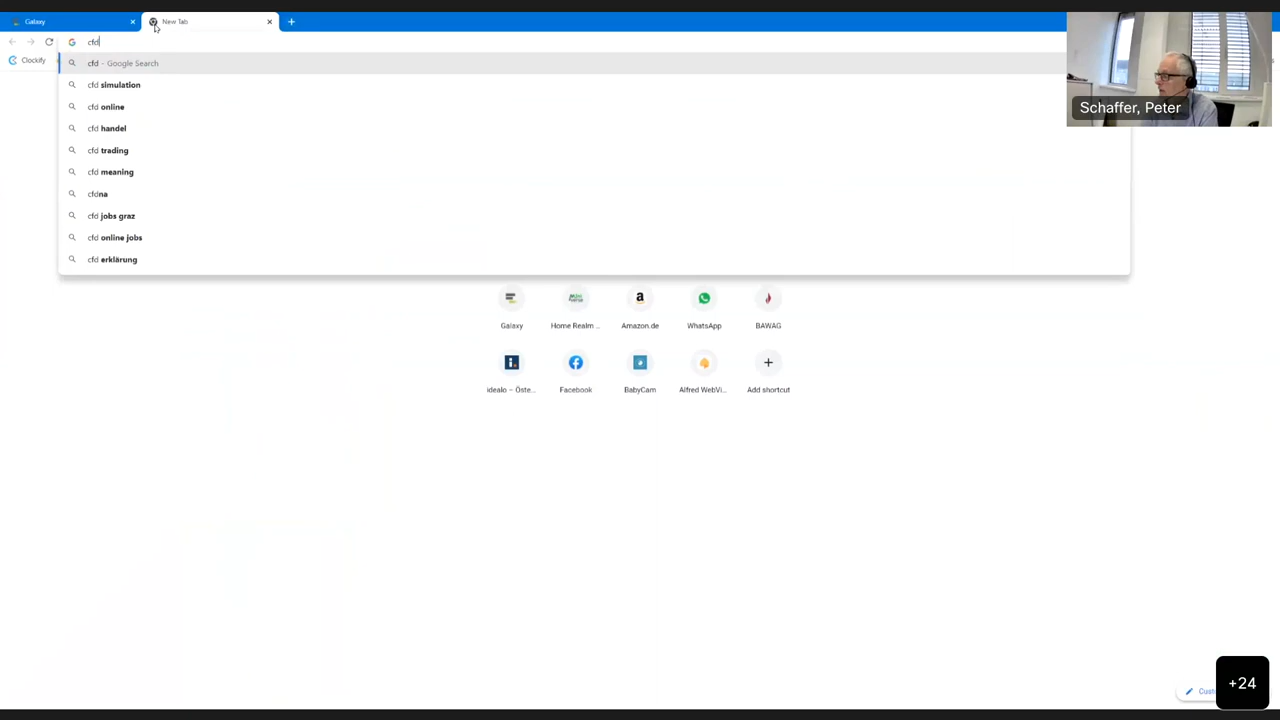 Galaxy
New Tab
cfd
Clockify
cfd - Google Search
cfd simulation
cfd online
cfd handel
cfd trading
cfd meaning
cfdna
cfd jobs graz
cfd online jobs
cfd erklärung
Schaffer, Peter
Galaxy
Home Realm ...
Amazon.de
WhatsApp
BAWAG
idealo – Öste...
Facebook
BabyCam
Alfred WebVi...
Add shortcut
Cust
+24